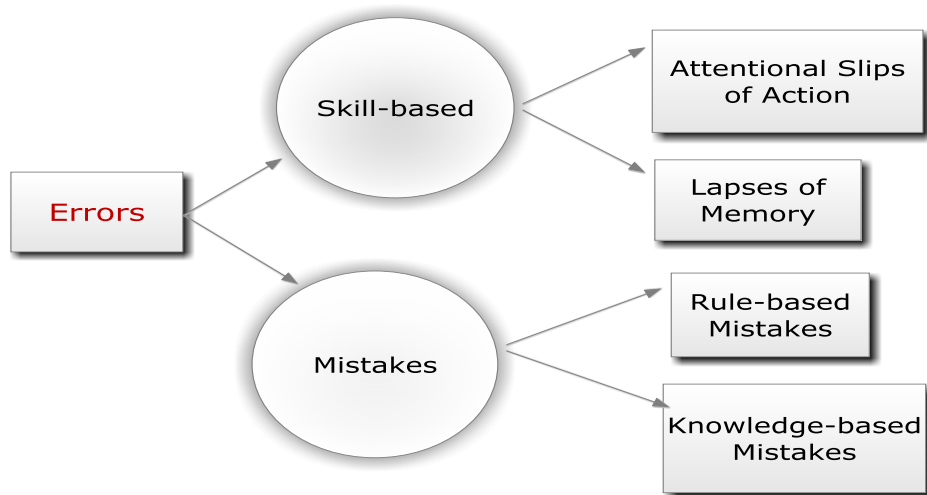 Errors
Skill-based
Attentional Slips
of Action
Lapses of
Memory
Mistakes
Rule-based
Mistakes
Knowledge-based
Mistakes